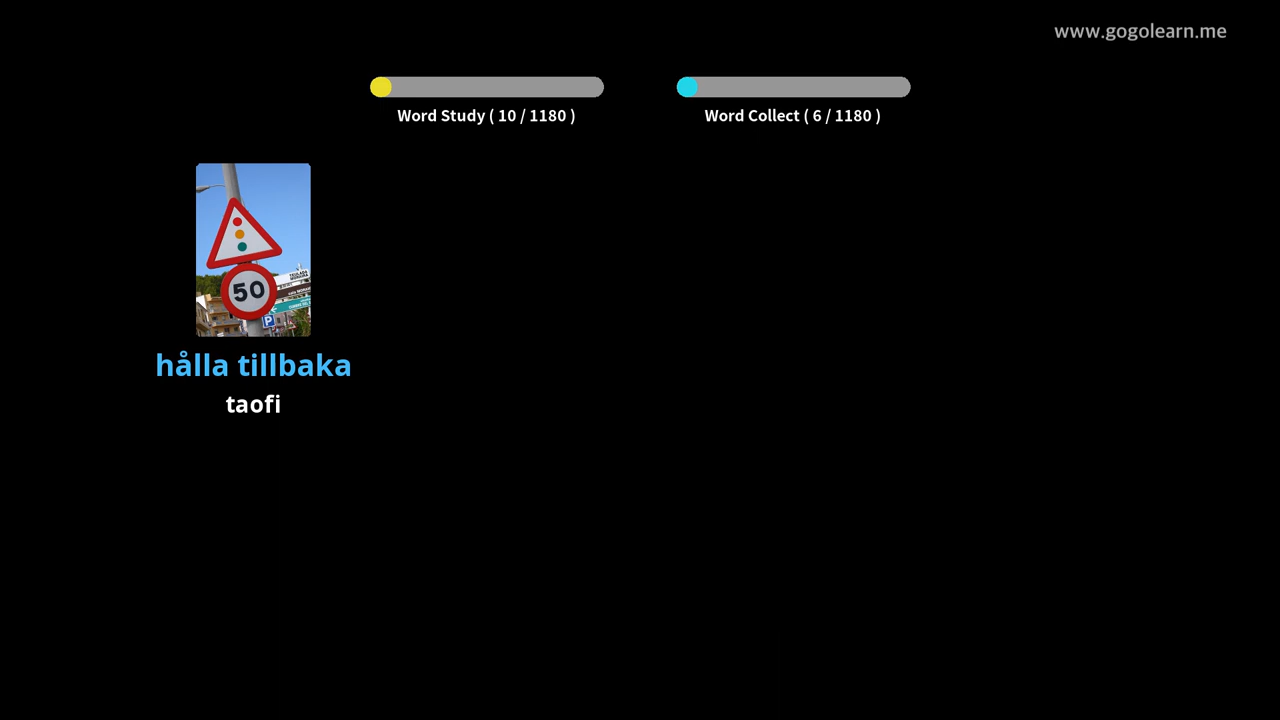 www.gogolearn.me
Word Study ( 10 / 1180 )
Word Collect ( 6 / 1180 )
50
P
hålla tillbaka
taofi